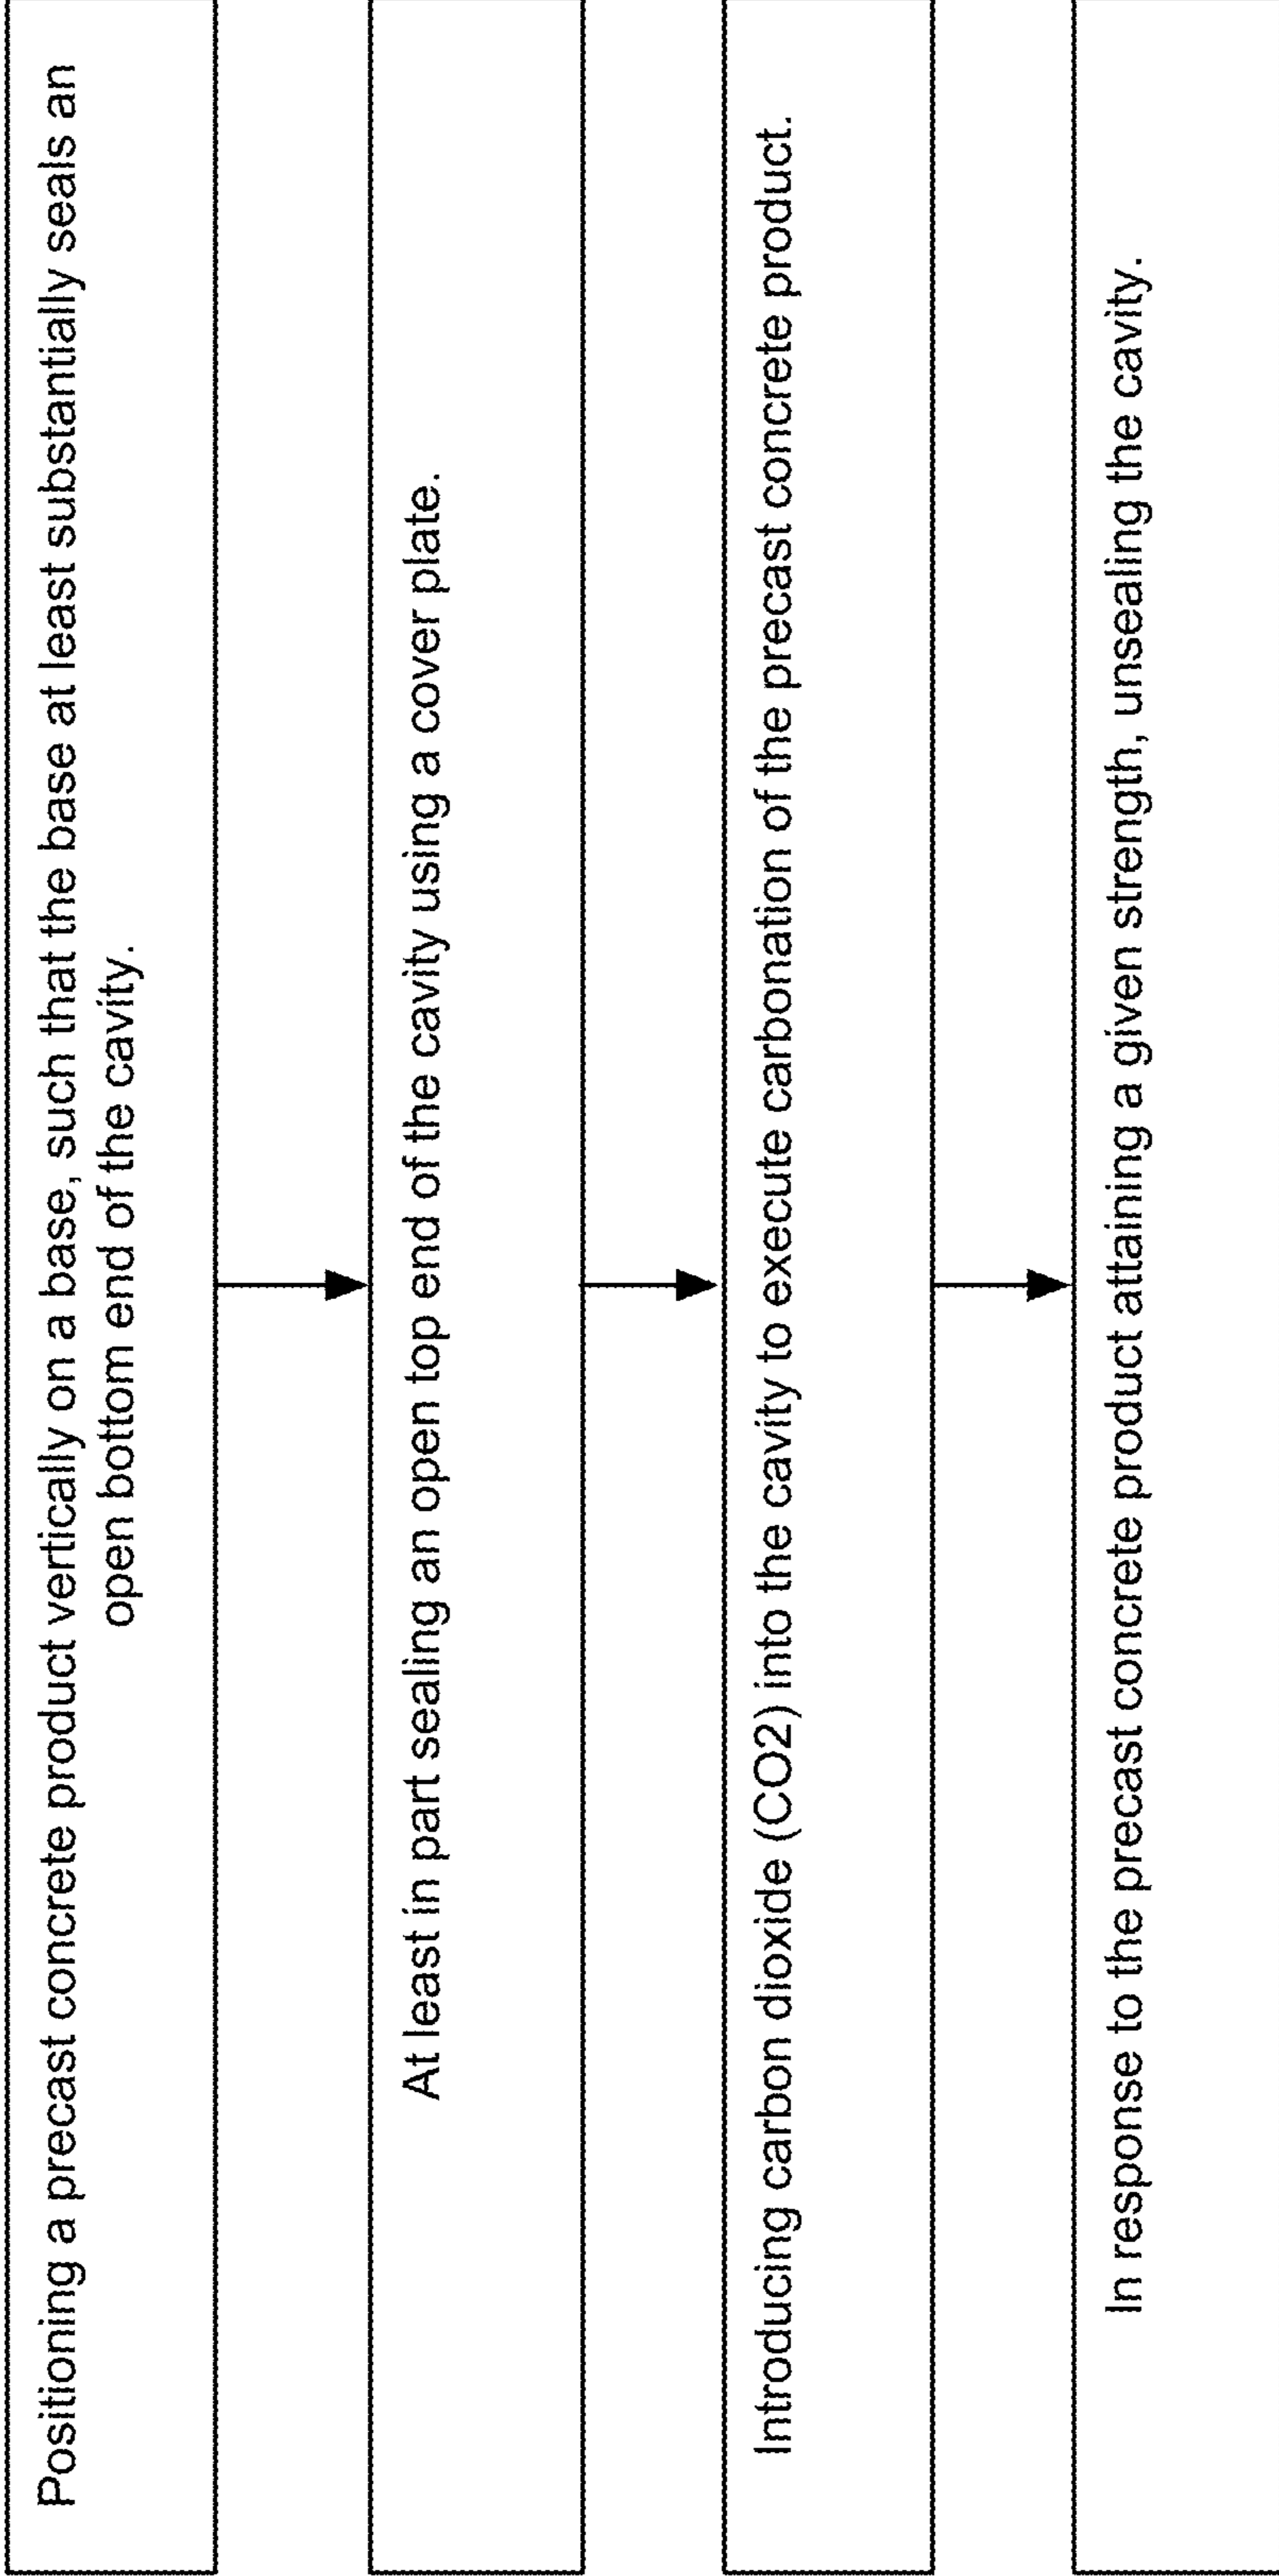 Positioning a precast concrete product vertically on a base, such that the base at least substantially seals an
open bottom end of the cavity.
At least in part sealing an open top end of the cavity using a cover plate.
Introducing carbon dioxide (CO2) into the cavity to execute carbonation of the precast concrete product.
In response to the precast concrete product attaining a given strength, unsealing the cavity.